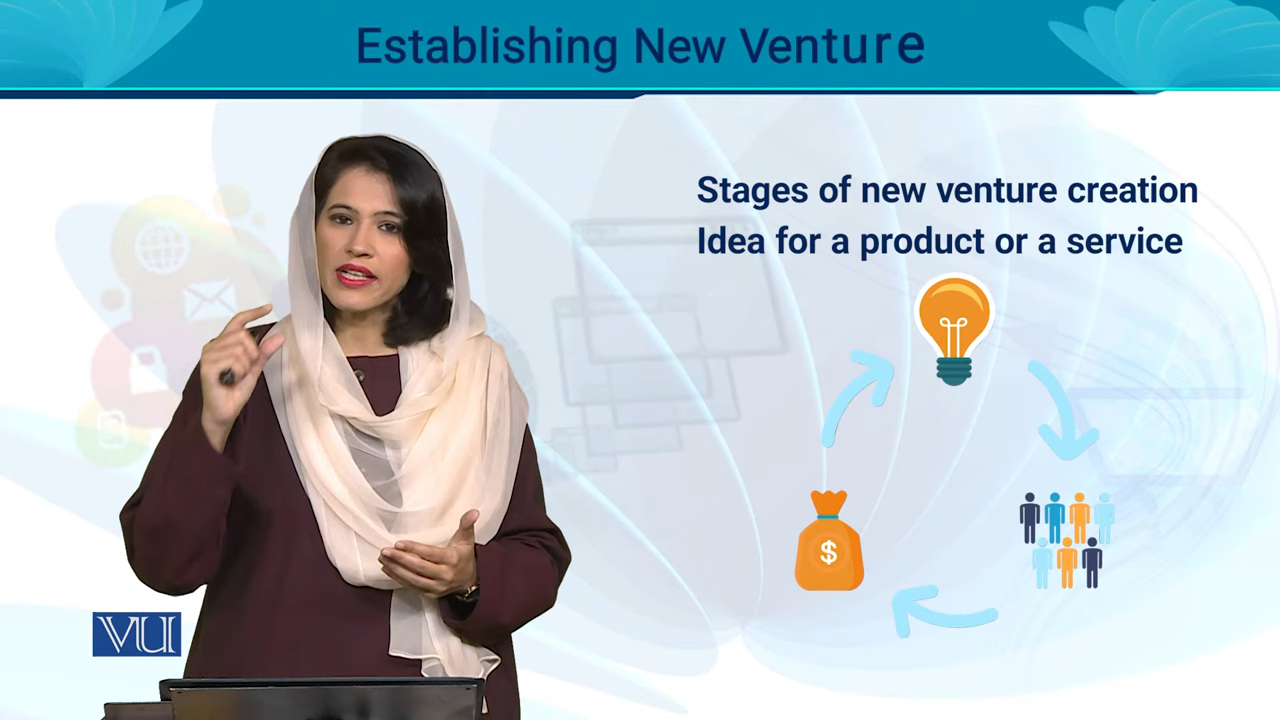 Establishing New Venture
Stages of new venture creation
Idea for a product or a service
$
VU